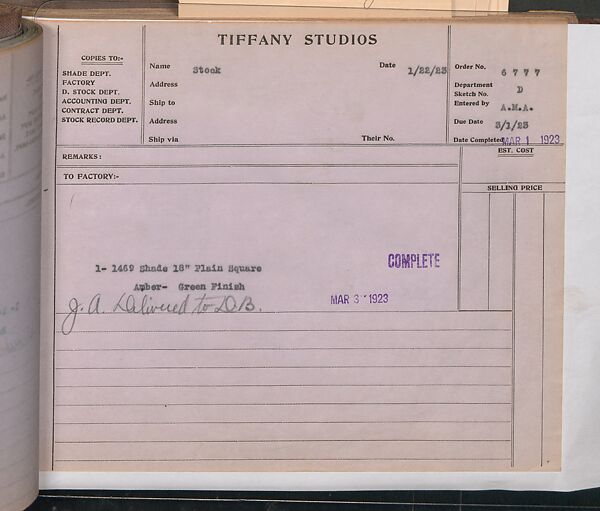 TIFFANY STUDIOS
COPIES TO:-
SHADE DEPT.
FACTORY
D. STOCK DEPT.
ACCOUNTING DEPT.
CONTRACT DEPT.
STOCK RECORD DEPT.
Name Stock Date 1/22/23
Address
Ship to
Address
Ship via Their No.
Order No. 6777
Department D
Sketch No.
Entered by A.M.A.
Due Date 3/1/23
Date Completed MAR 1 1923
REMARKS:
EST. COST
TO FACTORY:-
SELLING PRICE
1- 1469 Shade 18" Plain Square
Amber- Green Finish
COMPLETE
J. A. Delivered to D.B.
MAR 3 - 1923